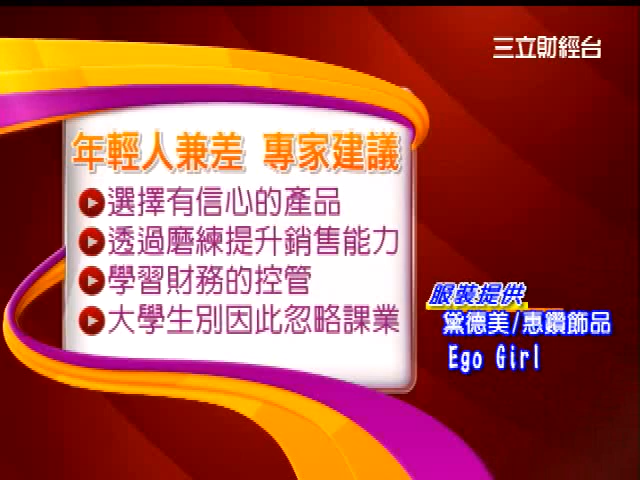 三立財經台
年輕人兼差 專家建議
選擇有信心的產品
透過磨練提升銷售能力
學習財務的控管
大學生別因此忽略課業
服裝提供
黛德美/惠鑽飾品
Ego Girl